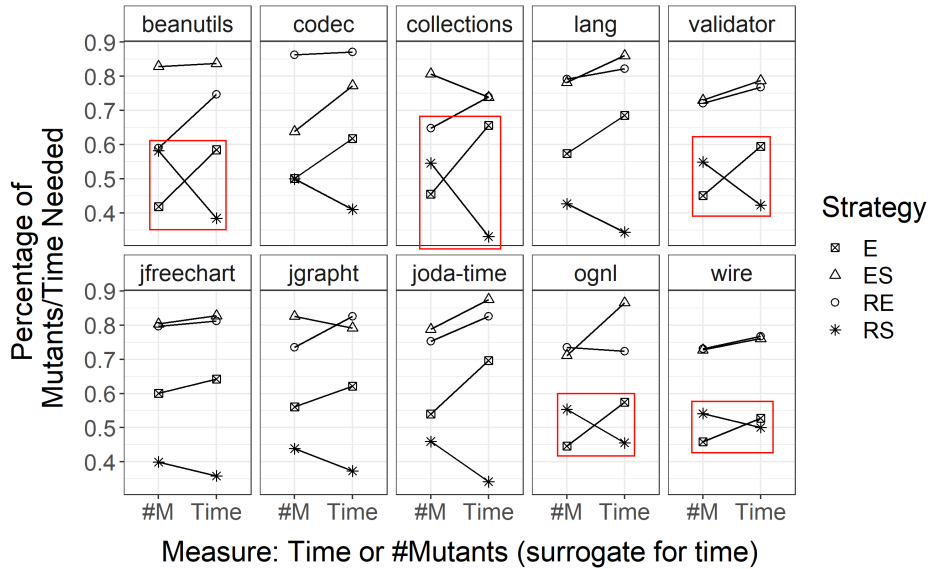 beanutils codec collections lang validator
0.9
0.8
0.7
0.6
0.5
0.4
jfreechart jgrapht joda-time ognl wire
0.9
0.8
0.7
0.6
0.5
0.4
#M Time #M Time #M Time #M Time #M Time
Percentage of
Mutants/Time Needed
Measure: Time or #Mutants (surrogate for time)
Strategy
E
ES
RE
RS